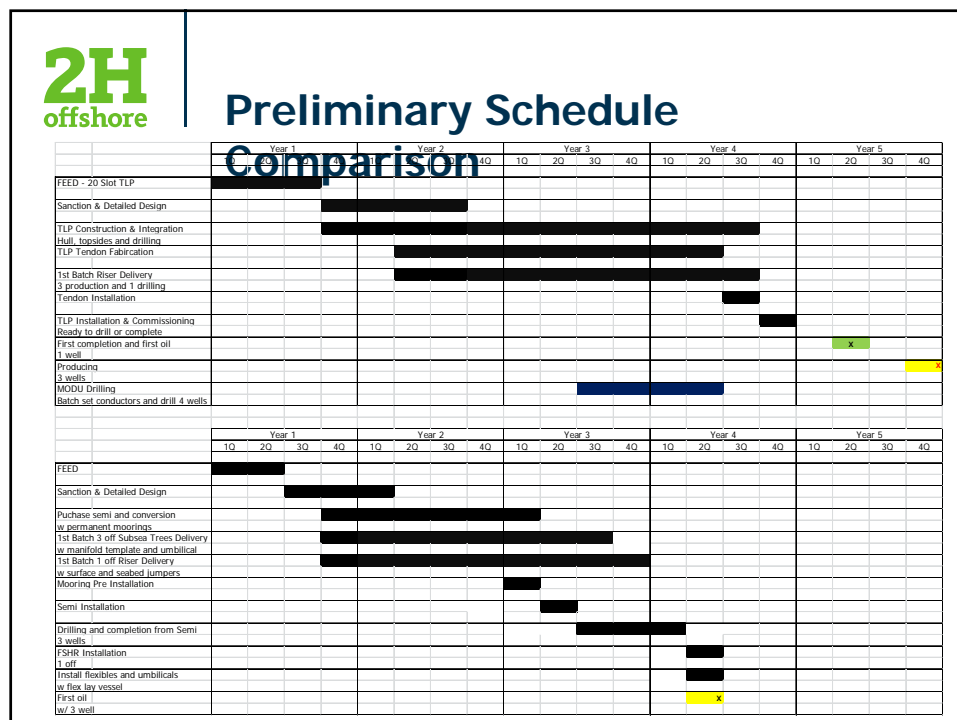 2H
offshore
Preliminary Schedule
Comparison
Year 1 Year 2 Year 3 Year 4 Year 5
1Q 2Q 3Q 4Q 1Q 2Q 3Q 4Q 1Q 2Q 3Q 4Q 1Q 2Q 3Q 4Q 1Q 2Q 3Q 4Q
FEED - 20 Slot TLP
Sanction & Detailed Design
TLP Construction & Integration
Hull, topsides and drilling
TLP Tendon Fabircation
1st Batch Riser Delivery
3 production and 1 drilling
Tendon Installation
TLP Installation & Commissioning
Ready to drill or complete
First completion and first oil x
1 well
Producing x
3 wells
MODU Drilling
Batch set conductors and drill 4 wells
Year 1 Year 2 Year 3 Year 4 Year 5
1Q 2Q 3Q 4Q 1Q 2Q 3Q 4Q 1Q 2Q 3Q 4Q 1Q 2Q 3Q 4Q 1Q 2Q 3Q 4Q
FEED
Sanction & Detailed Design
Puchase semi and conversion
w permanent moorings
1st Batch 3 off Subsea Trees Delivery
w manifold template and umbilical
1st Batch 1 off Riser Delivery
w surface and seabed jumpers
Mooring Pre Installation
Semi Installation
Drilling and completion from Semi
3 wells
FSHR Installation
1 off
Install flexibles and umbilicals
w flex lay vessel
First oil x
w/ 3 well